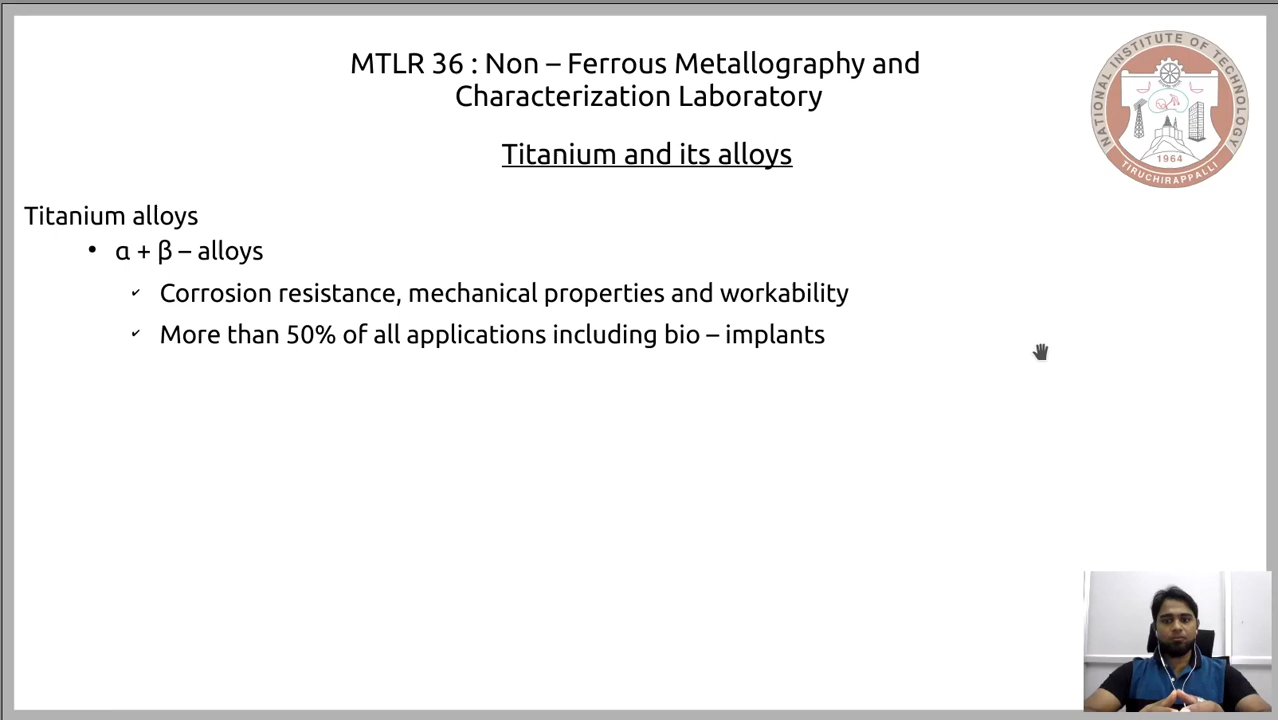 MTLR 36 : Non – Ferrous Metallography and
Characterization Laboratory
NATIONAL INSTITUTE OF TECHNOLOGY
1964
TIRUCHIRAPPALLI
Titanium and its alloys
Titanium alloys
• α + β – alloys
✓ Corrosion resistance, mechanical properties and workability
✓ More than 50% of all applications including bio – implants